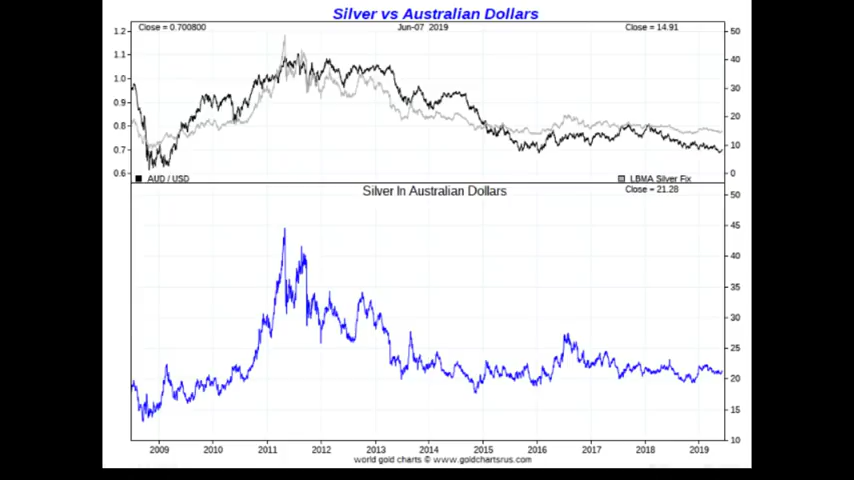 Silver vs Australian Dollars
Close = 0.700800 Jun-07 2019 Close = 14.91
1.2 50
1.1 40
1.0 30
0.9
0.8 20
0.7 10
0.6 0
AUD / USD LBMA Silver Fix
Silver In Australian Dollars Close = 21.28
50
45
40
35
30
25
20
15
10
2009 2010 2011 2012 2013 2014 2015 2016 2017 2018 2019
world gold charts © www.goldchartsrus.com